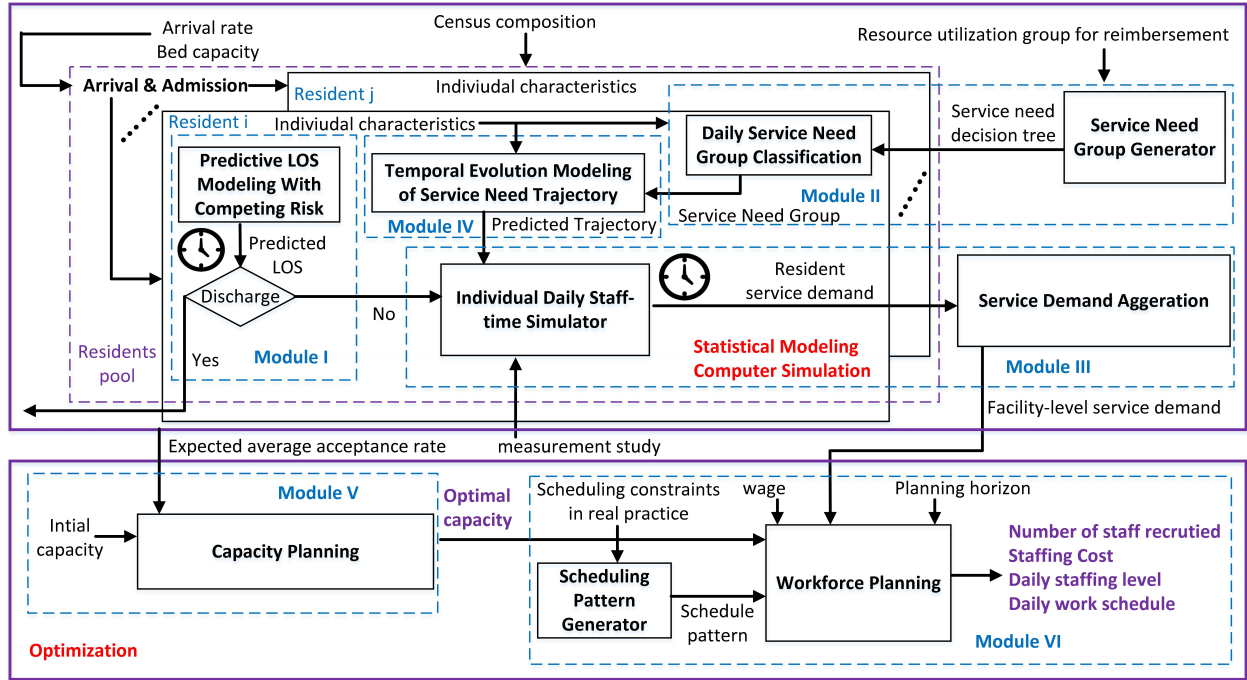 Arrival rate
Bed capacity
Census composition
Resource utilization group for reimbersement
Arrival & Admission
Resident j
Indiviudal characteristics
Resident i
Indiviudal characteristics
Predictive LOS
Modeling With
Competing Risk
Temporal Evolution Modeling
of Service Need Trajectory
Daily Service Need
Group Classification
Service need
decision tree
Service Need
Group Generator
Module II
Module IV
Service Need Group
Predicted Trajectory
Predicted
LOS
Discharge
No
Yes
Module I
Residents
pool
Individual Daily Staff-
time Simulator
Resident
service demand
Service Demand Aggeration
Statistical Modeling
Computer Simulation
Module III
Facility-level service demand
Expected average acceptance rate
measurement study
Module V
Intial
capacity
Capacity Planning
Optimal
capacity
Scheduling constraints
in real practice
wage
Planning horizon
Scheduling
Pattern
Generator
Schedule
pattern
Workforce Planning
Number of staff recrutied
Staffing Cost
Daily staffing level
Daily work schedule
Module VI
Optimization